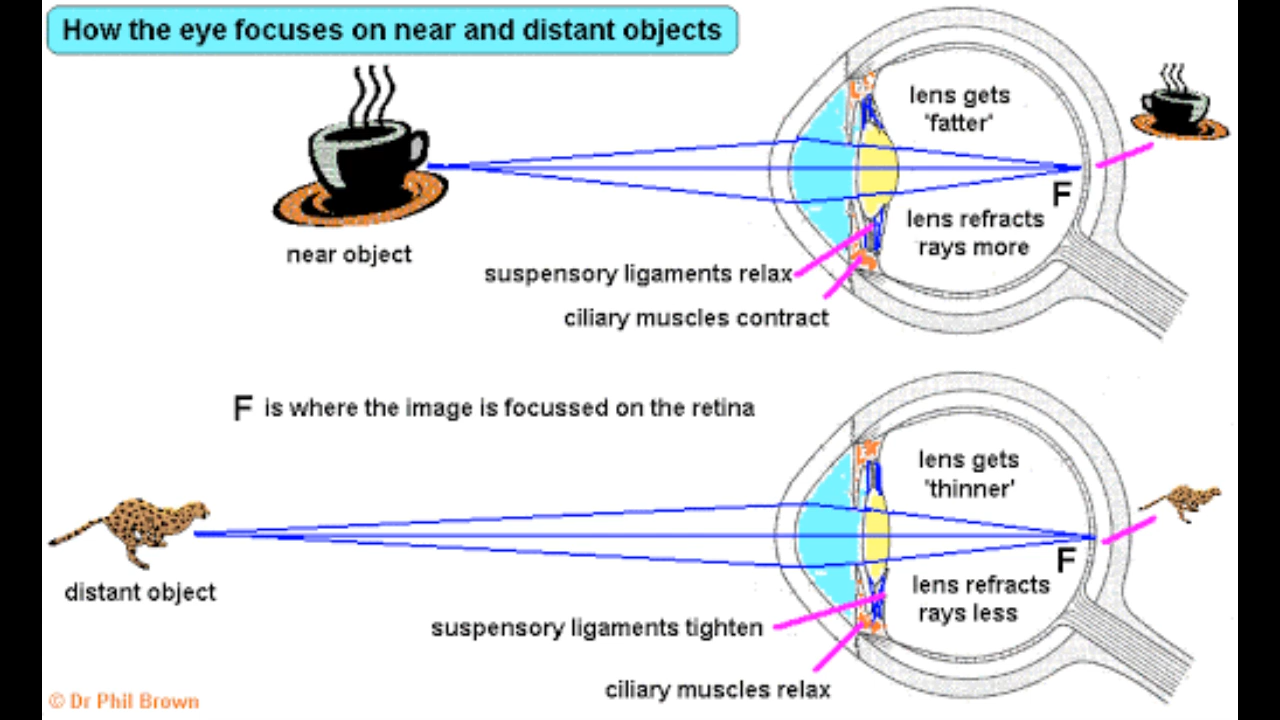 How the eye focuses on near and distant objects
lens gets
'fatter'
F
lens refracts
rays more
near object
suspensory ligaments relax
ciliary muscles contract
F is where the image is focussed on the retina
lens gets
'thinner'
F
lens refracts
rays less
distant object
suspensory ligaments tighten
ciliary muscles relax
© Dr Phil Brown